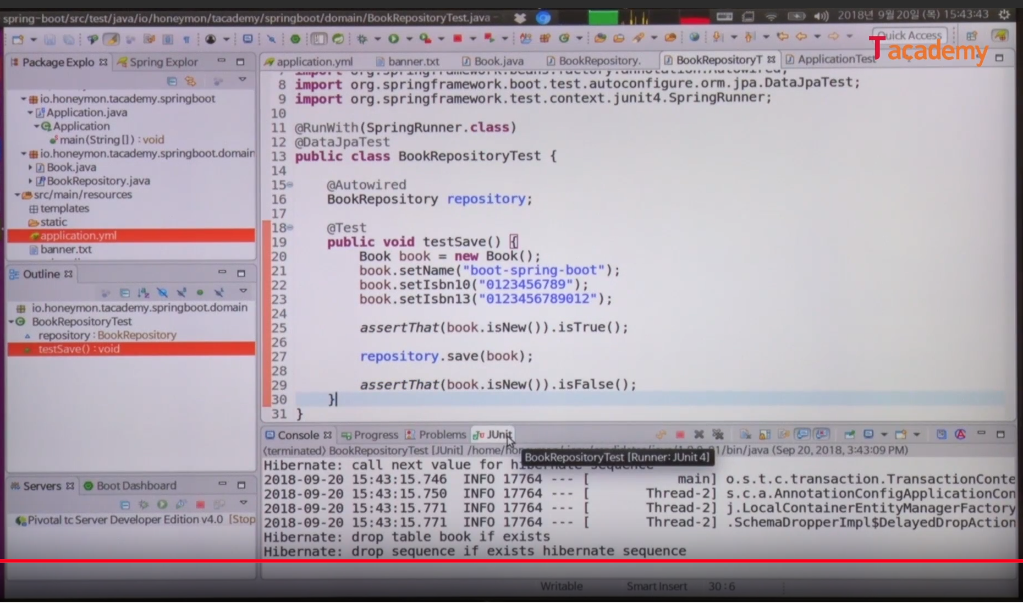 spring-boot/src/test/java/io/honeymon/tacademy/springboot/domain/BookRepositoryTest.java -
2018년 9월20일 (목) 15:43:43
Quick Access
Tacademy
Package Explo
Spring Explor
io.honeymon.tacademy.springboot
Application.java
Application
main(String[]) : void
io.honeymon.tacademy.springboot.domain
Book.java
BookRepository.java
src/main/resources
templates
static
application.yml
banner.txt
Outline
io.honeymon.tacademy.springboot.domain
BookRepositoryTest
repository : BookRepository
testSave() : void
Servers
Boot Dashboard
Pivotal tc Server Developer Edition v4.0 [Stop
application.yml
banner.txt
Book.java
BookRepository.
BookRepositoryT
ApplicationTest
8 import org.springframework.boot.test.autoconfigure.orm.jpa.DataJpaTest;
9 import org.springframework.test.context.junit4.SpringRunner;
10
11 @RunWith(SpringRunner.class)
12 @DataJpaTest
13 public class BookRepositoryTest {
14
15 @Autowired
16 BookRepository repository;
17
18 @Test
19 public void testSave() {
20 Book book = new Book();
21 book.setName("boot-spring-boot");
22 book.setIsbn10("0123456789");
23 book.setIsbn13("0123456789012");
24
25 assertThat(book.isNew()).isTrue();
26
27 repository.save(book);
28
29 assertThat(book.isNew()).isFalse();
30 }
31 }
Console
Progress
Problems
JUnit
BookRepositoryTest [Runner: JUnit 4]
(terminated) BookRepositoryTest [JUnit] 1/bin/java (Sep 20, 2018, 3:43:09 PM)
Hibernate: call next value for hibernate sequence
2018-09-20 15:43:15.746 INFO 17764 --- [ main] o.s.t.c.transaction.TransactionConte
2018-09-20 15:43:15.771 INFO 17764 --- [ Thread-2] s.c.a.AnnotationConfigApplicationCon
2018-09-20 15:43:15.771 INFO 17764 --- [ Thread-2] j.LocalContainerEntityManagerFactory
2018-09-20 15:43:15.771 INFO 17764 --- [ Thread-2] .SchemaDropperImpl$DelayedDropAction
Hibernate: drop table book if exists
Hibernate: drop sequence if exists hibernate sequence
Writable
Smart Insert
30 : 6